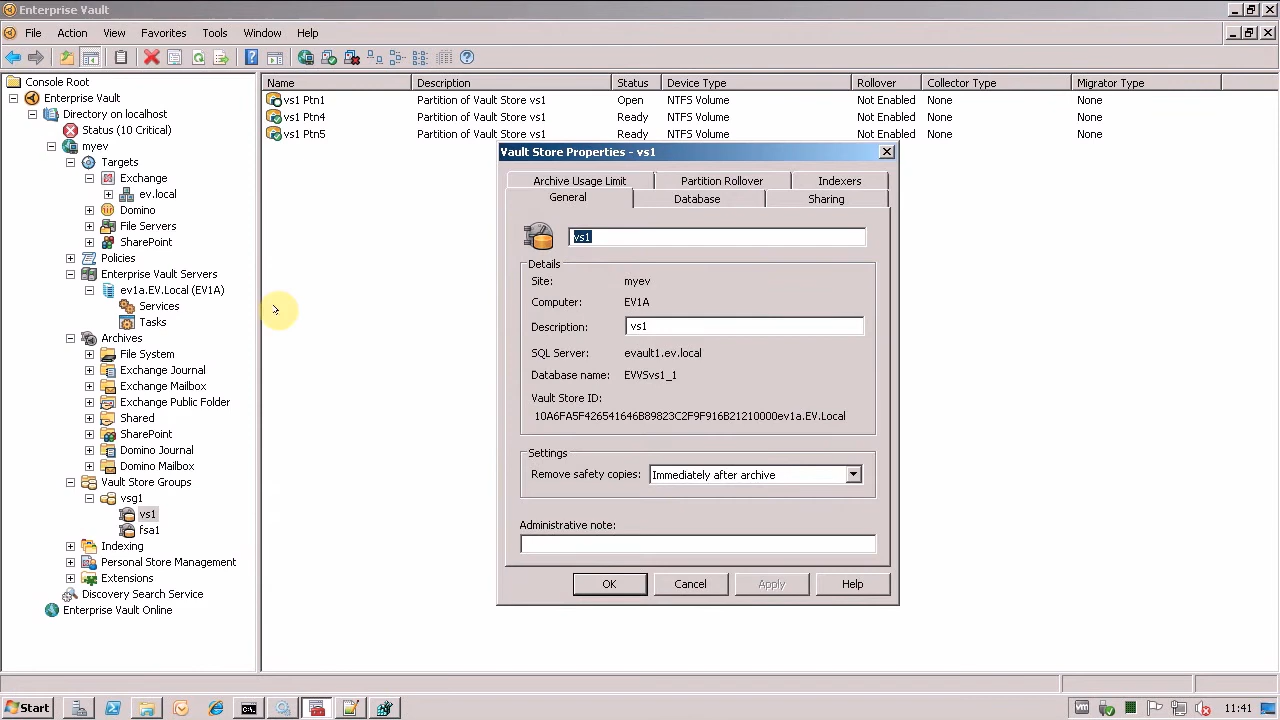 Enterprise Vault
File Action View Favorites Tools Window Help
Console Root
Enterprise Vault
Directory on localhost
Status (10 Critical)
myev
Targets
Exchange
ev.local
Domino
File Servers
SharePoint
Policies
Enterprise Vault Servers
ev1a.EV.Local (EV1A)
Services
Tasks
Archives
File System
Exchange Journal
Exchange Mailbox
Exchange Public Folder
Shared
SharePoint
Domino Journal
Domino Mailbox
Vault Store Groups
vsg1
vs1
fsa1
Indexing
Personal Store Management
Extensions
Discovery Search Service
Enterprise Vault Online
Name Description Status Device Type Rollover Collector Type Migrator Type
vs1 Ptn1 Partition of Vault Store vs1 Open NTFS Volume Not Enabled None None
vs1 Ptn4 Partition of Vault Store vs1 Ready NTFS Volume Not Enabled None None
vs1 Ptn5 Partition of Vault Store vs1 Ready NTFS Volume Not Enabled None None
Vault Store Properties - vs1
Archive Usage Limit Partition Rollover Indexers
General Database Sharing
vs1
Details
Site: myev
Computer: EV1A
Description: vs1
SQL Server: evault1.ev.local
Database name: EVVSvs1_1
Vault Store ID:
10A6FA5F426541646B89823C2F9F916B21210000ev1a.EV.Local
Settings
Remove safety copies: Immediately after archive
Administrative note:
OK Cancel Apply Help
Start
11:41